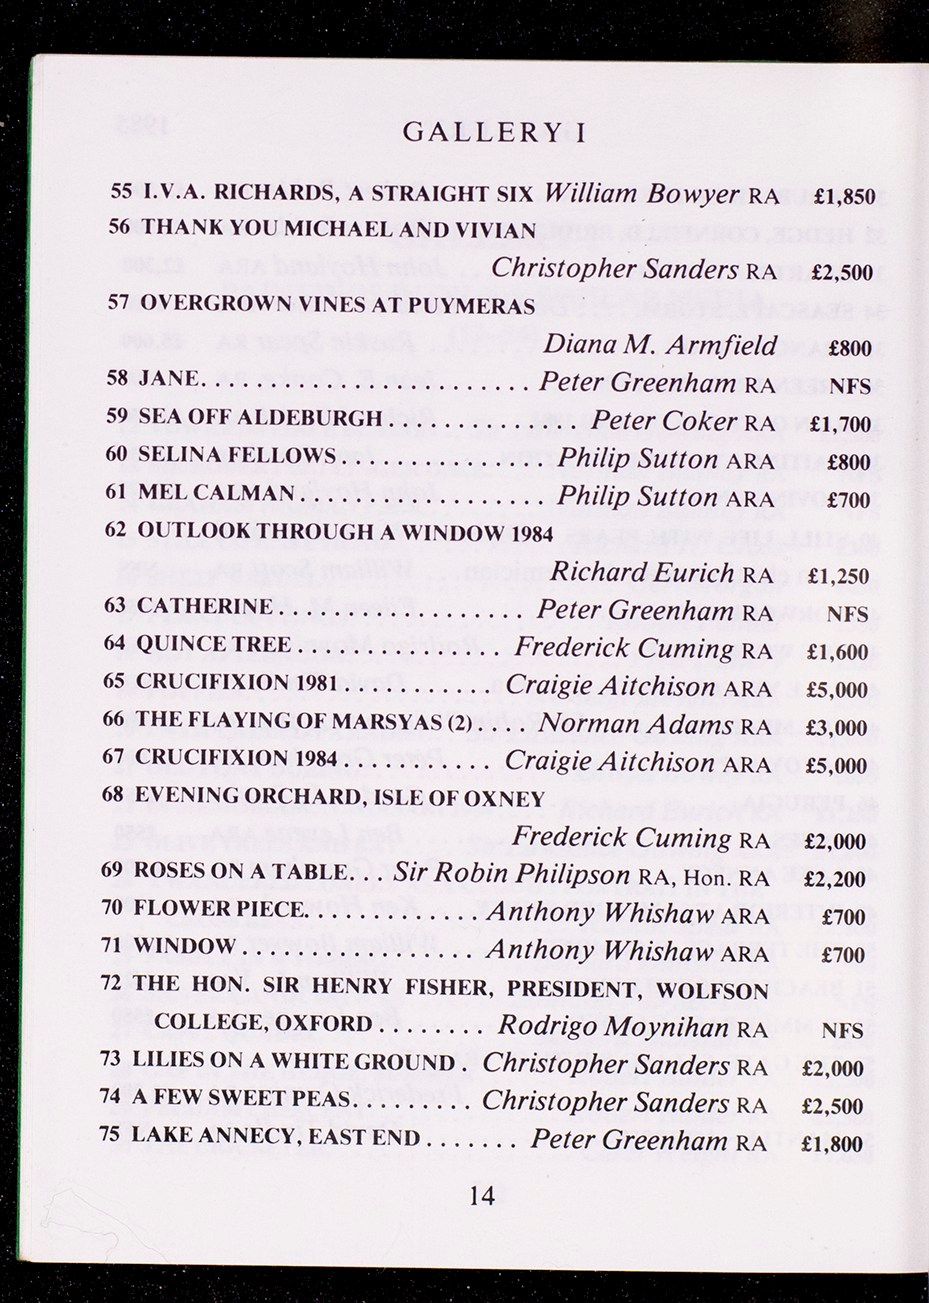 GALLERY I
55 I.V.A. RICHARDS, A STRAIGHT SIX William Bowyer RA £1,850
56 THANK YOU MICHAEL AND VIVIAN
Christopher Sanders RA £2,500
57 OVERGROWN VINES AT PUYMERAS
Diana M. Armfield £800
58 JANE. . . . . . . . . . . . . . . . . . . . . . . Peter Greenham RA NFS
59 SEA OFF ALDEBURGH . . . . . . . . . . . . . Peter Coker RA £1,700
60 SELINA FELLOWS . . . . . . . . . . . . . . Philip Sutton ARA £800
61 MEL CALMAN . . . . . . . . . . . . . . . . . Philip Sutton ARA £700
62 OUTLOOK THROUGH A WINDOW 1984
Richard Eurich RA £1,250
63 CATHERINE . . . . . . . . . . . . . . . . . Peter Greenham RA NFS
64 QUINCE TREE . . . . . . . . . . . . . . Frederick Cuming RA £1,600
65 CRUCIFIXION 1981 . . . . . . . . . . Craigie Aitchison ARA £5,000
66 THE FLAYING OF MARSYAS (2) . . . . Norman Adams RA £3,000
67 CRUCIFIXION 1984 . . . . . . . . . . Craigie Aitchison ARA £5,000
68 EVENING ORCHARD, ISLE OF OXNEY
Frederick Cuming RA £2,000
69 ROSES ON A TABLE . . Sir Robin Philipson RA, Hon. RA £2,200
70 FLOWER PIECE. . . . . . . . . . . . Anthony Whishaw ARA £700
71 WINDOW . . . . . . . . . . . . . . . . . Anthony Whishaw ARA £700
72 THE HON. SIR HENRY FISHER, PRESIDENT, WOLFSON
COLLEGE, OXFORD . . . . . . . . Rodrigo Moynihan RA NFS
73 LILIES ON A WHITE GROUND . Christopher Sanders RA £2,000
74 A FEW SWEET PEAS. . . . . . . . . Christopher Sanders RA £2,500
75 LAKE ANNECY, EAST END . . . . . . . Peter Greenham RA £1,800
14